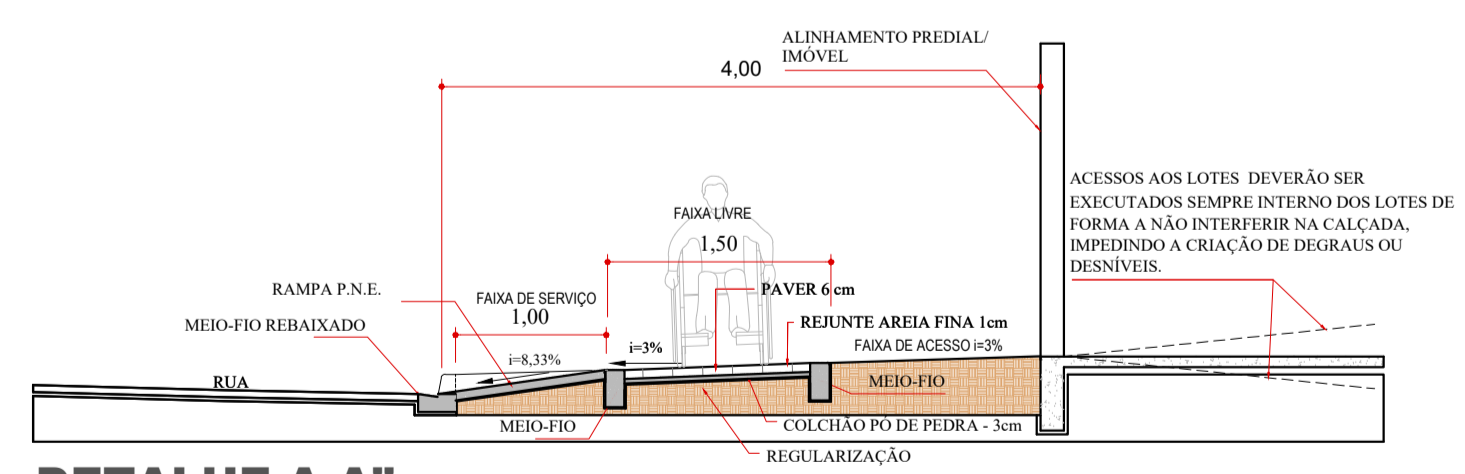 ALINHAMENTO PREDIAL/
IMÓVEL
4,00
ACESSOS AOS LOTES DEVERÃO SER
EXECUTADOS SEMPRE INTERNO DOS LOTES DE
FORMA A NÃO INTERFERIR NA CALÇADA,
IMPEDINDO A CRIAÇÃO DE DEGRAUS OU
DESNÍVEIS.
FAIXA LIVRE
1,50
RAMPA P.N.E.
PAVER 6 cm
FAIXA DE SERVIÇO
1,00
MEIO-FIO REBAIXADO
REJUNTE AREIA FINA 1cm
FAIXA DE ACESSO i=3%
i=3%
i=8,33%
RUA
MEIO-FIO
MEIO-FIO
COLCHÃO PÓ DE PEDRA - 3cm
REGULARIZAÇÃO